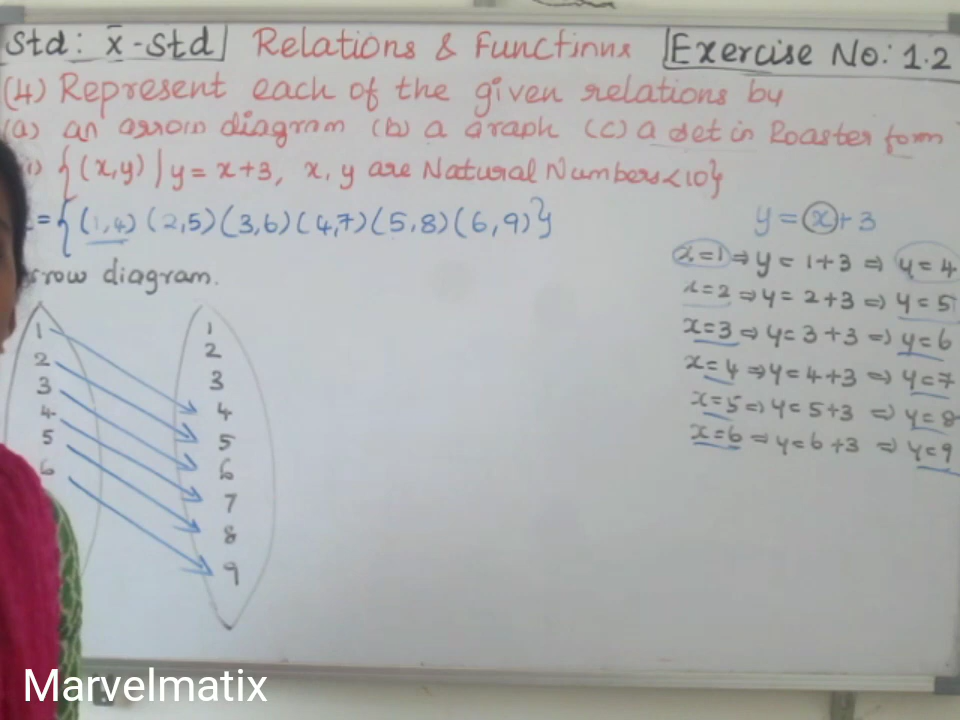 Std: X - Std Relations & Functions Exercise No: 1.2
(4) Represent each of the given relations by
(a) an arrow diagram (b) a graph (c) a set in Roaster form
{(x,y) | y = x+3, x, y are Natural Numbers <10}
= {(1,4) (2,5) (3,6) (4,7) (5,8) (6,9)}
y = x + 3
x=1 ⇒ y = 1+3 ⇒ y = 4
row diagram.
x=2 ⇒ y = 2+3 ⇒ y = 5
x=3 ⇒ y = 3+3 ⇒ y = 6
x=4 ⇒ y = 4+3 ⇒ y = 7
x=5 ⇒ y = 5+3 ⇒ y = 8
x=6 ⇒ y = 6+3 ⇒ y = 9
1 1
2 2
3 3
4 4
5 5
6 6
7
8
9
Marvelmatix